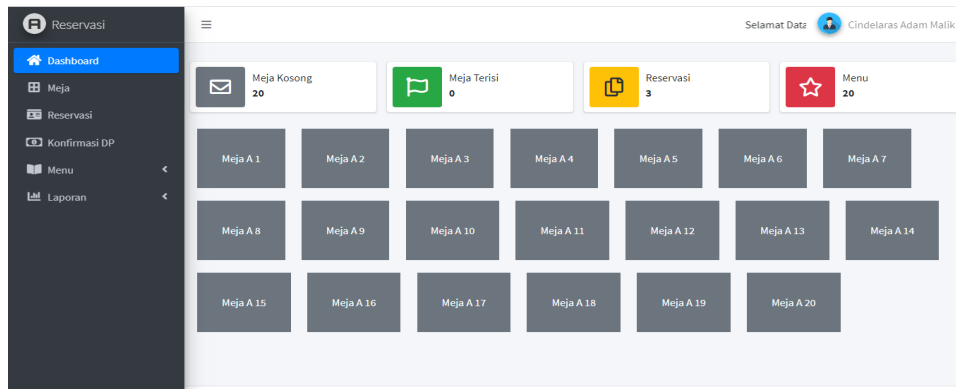 Reservasi
Selamat Data
Cindelaras Adam Malik
Dashboard
Meja
Reservasi
Konfirmasi DP
Menu
Laporan
Meja Kosong
20
Meja Terisi
0
Reservasi
3
Menu
20
Meja A 1
Meja A 2
Meja A 3
Meja A 4
Meja A 5
Meja A 6
Meja A 7
Meja A 8
Meja A 9
Meja A 10
Meja A 11
Meja A 12
Meja A 13
Meja A 14
Meja A 15
Meja A 16
Meja A 17
Meja A 18
Meja A 19
Meja A 20